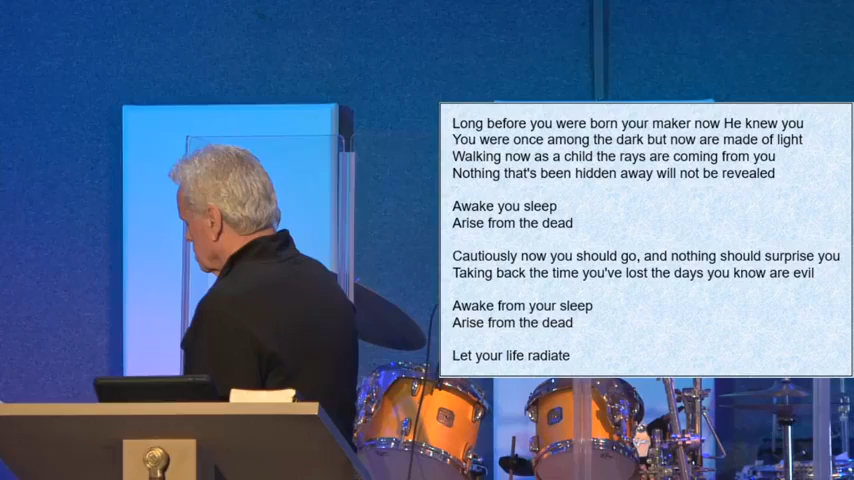 Long before you were born your maker now He knew you
You were once among the dark but now are made of light
Walking now as a child the rays are coming from you
Nothing that's been hidden away will not be revealed
Awake you sleep
Arise from the dead
Cautiously now you should go, and nothing should surprise you
Taking back the time you've lost the days you know are evil
Awake from your sleep
Arise from the dead
Let your life radiate